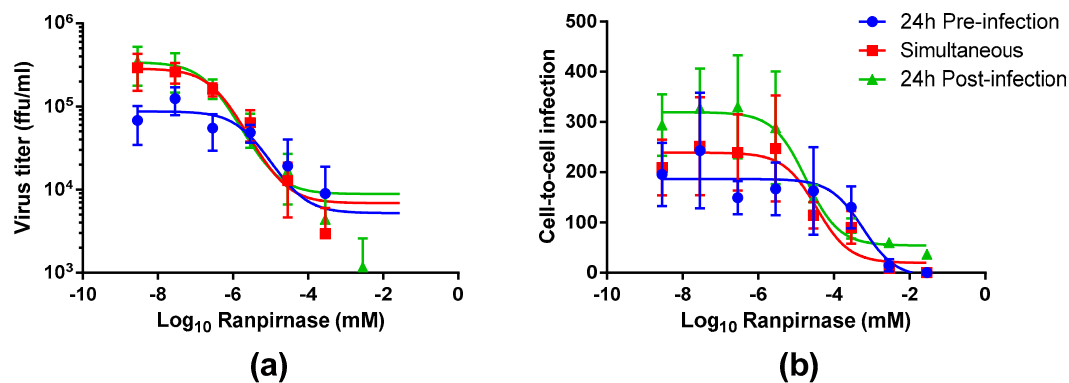 Virus titer (ffu/ml)
10⁶
10⁵
10⁴
10³
-10 -8 -6 -4 -2 0
Log₁₀ Ranpirnase (mM)
(a)
Cell-to-cell infection
500
400
300
200
100
0
-10 -8 -6 -4 -2 0
Log₁₀ Ranpirnase (mM)
(b)
24h Pre-infection
Simultaneous
24h Post-infection